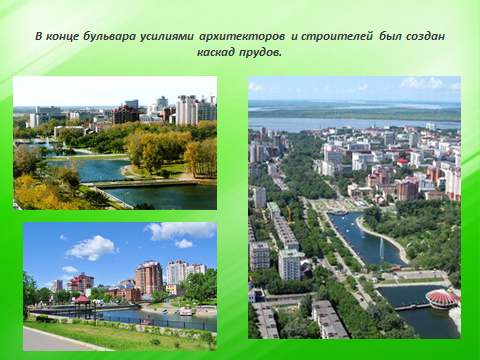 В конце бульвара усилиями архитекторов и строителей был создан
каскад прудов.